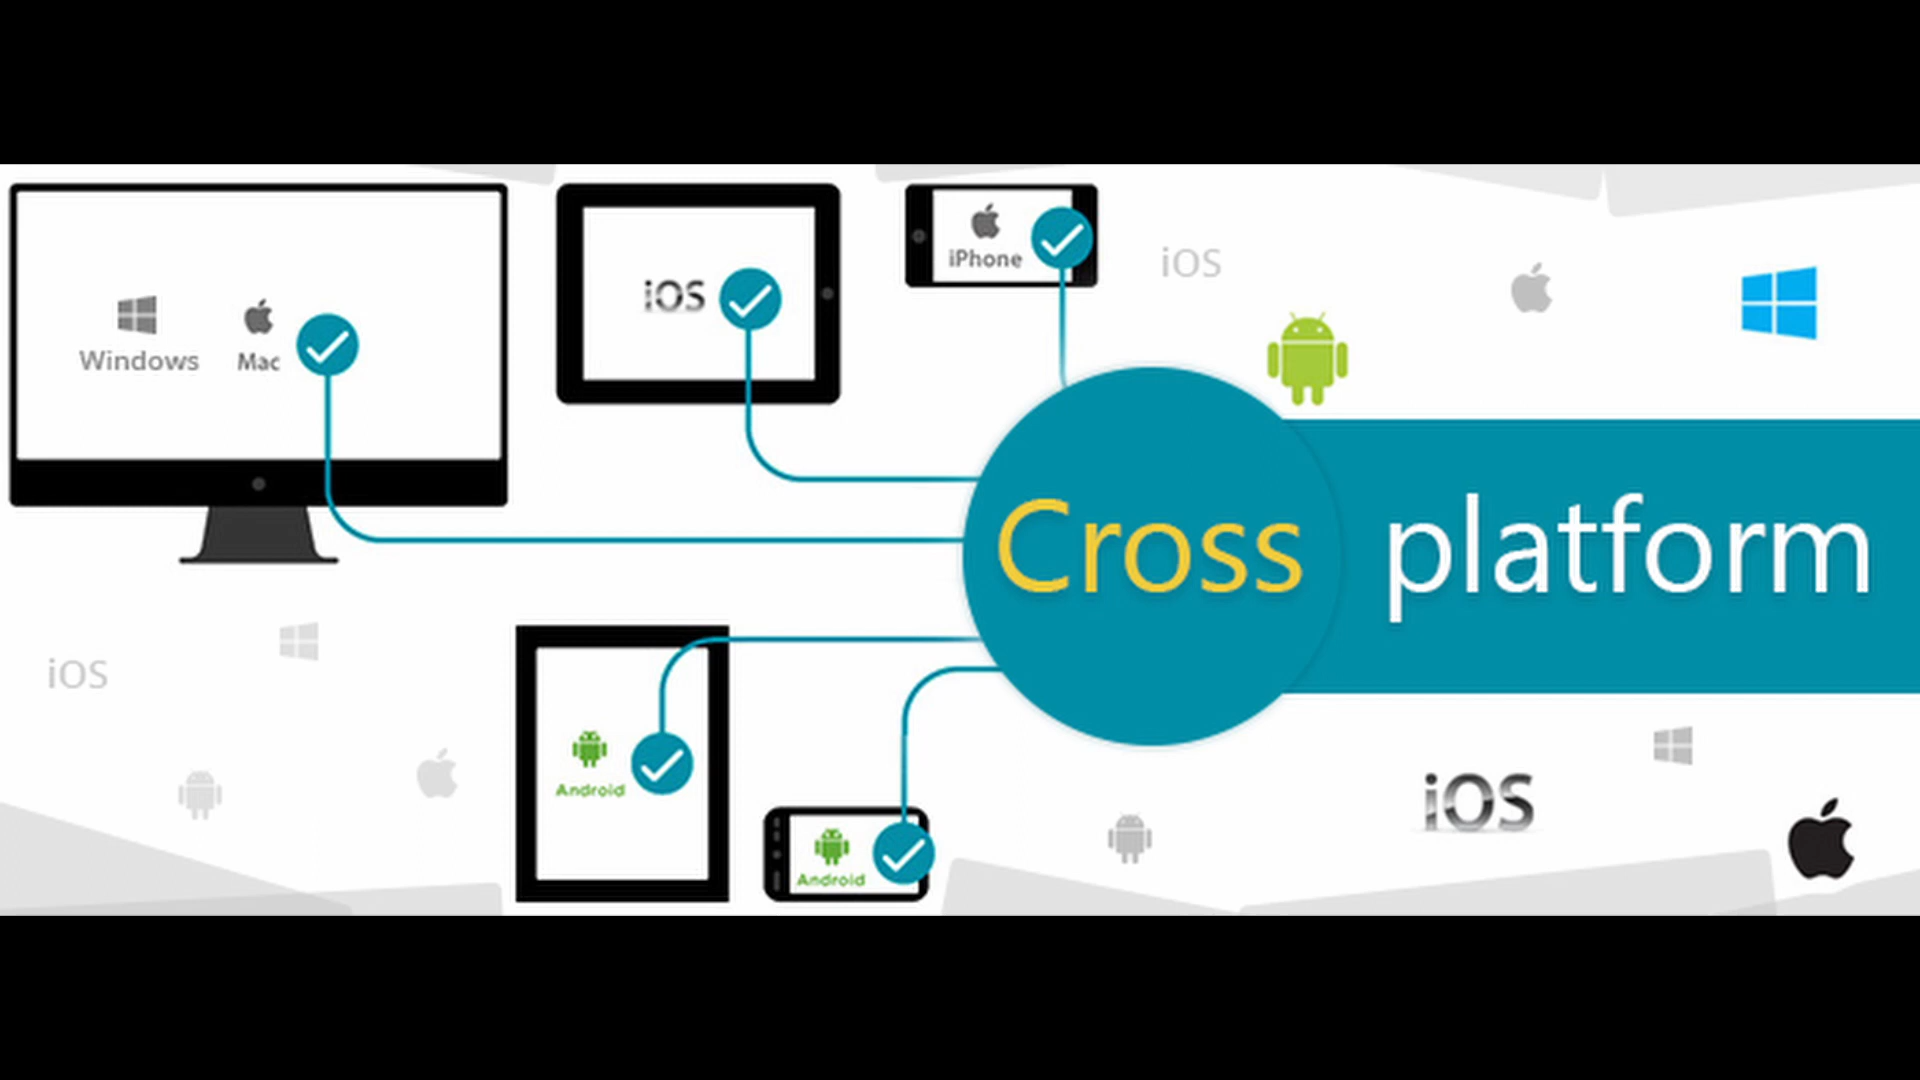 Windows
Mac
iOS
iPhone
iOS
Cross platform
iOS
Android
Android
iOS